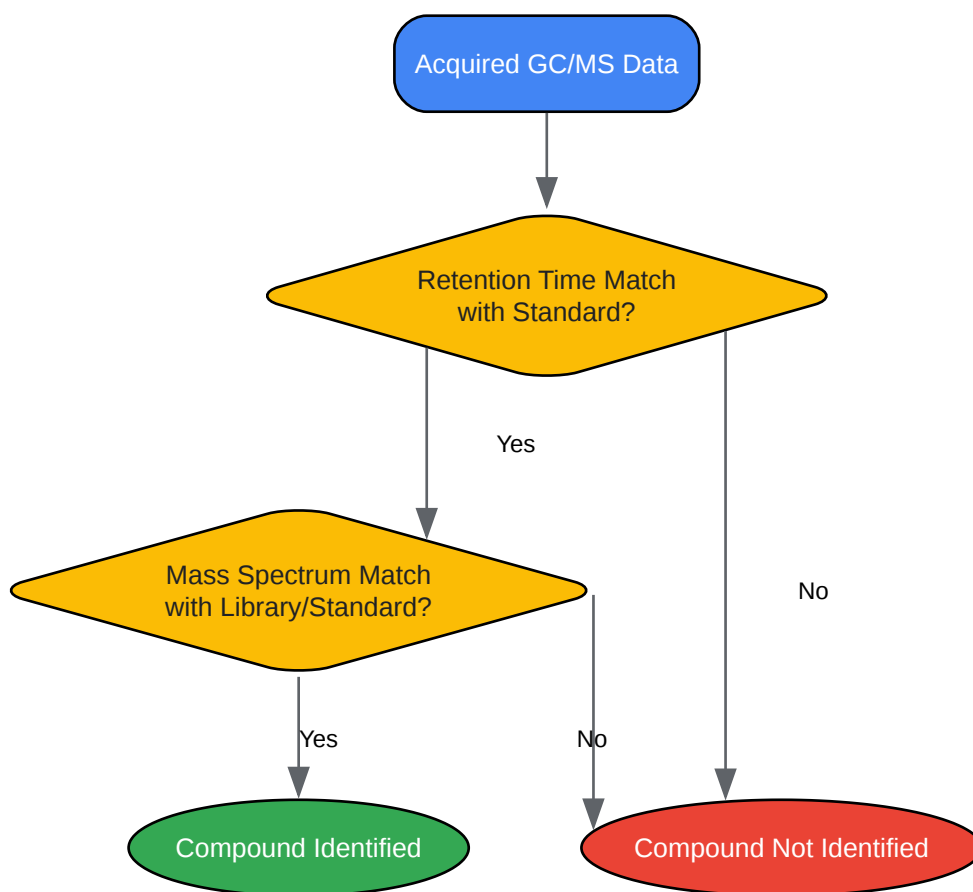 Acquired GC/MS Data
Retention Time Match
with Standard?
Yes
Mass Spectrum Match
with Library/Standard?
No
Yes
No
Compound Identified
Compound Not Identified